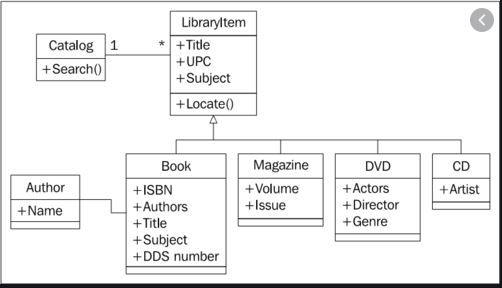 LibraryItem
+Title
+UPC
+Subject
+Locate()
Catalog
+Search()
1
*
Book
+ISBN
+Authors
+Title
+Subject
+DDS number
Magazine
+Volume
+Issue
DVD
+Actors
+Director
+Genre
CD
+Artist
Author
+Name